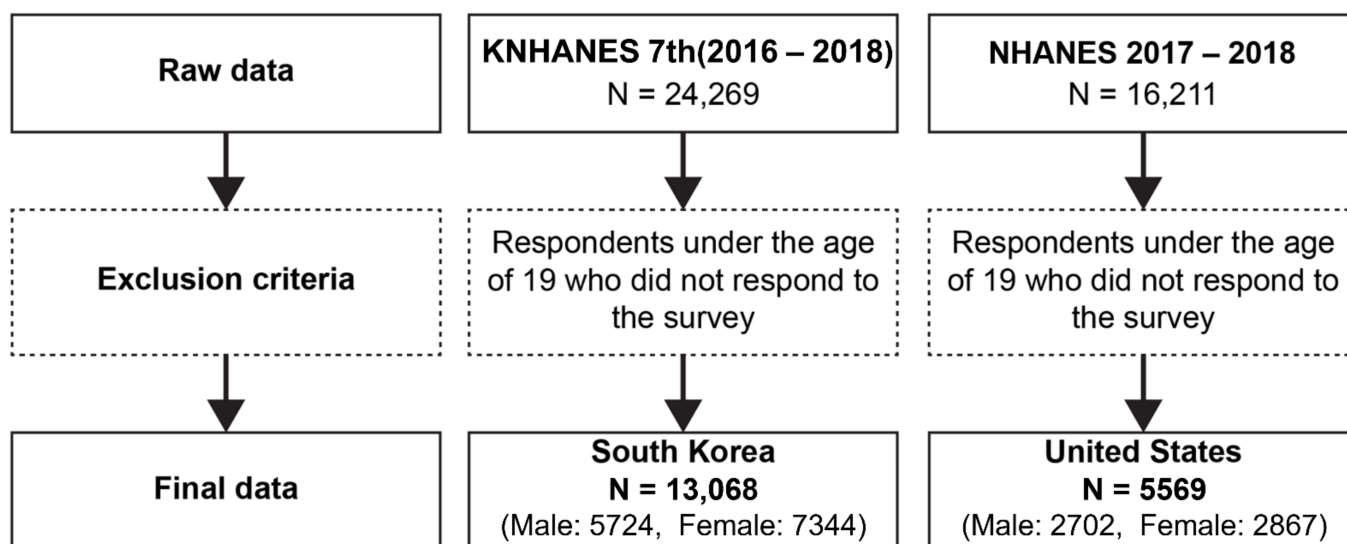 Raw data
KNHANES 7th(2016 – 2018)
N = 24,269
NHANES 2017 – 2018
N = 16,211
Exclusion criteria
Respondents under the age
of 19 who did not respond to
the survey
Respondents under the age
of 19 who did not respond to
the survey
Final data
South Korea
N = 13,068
(Male: 5724, Female: 7344)
United States
N = 5569
(Male: 2702, Female: 2867)